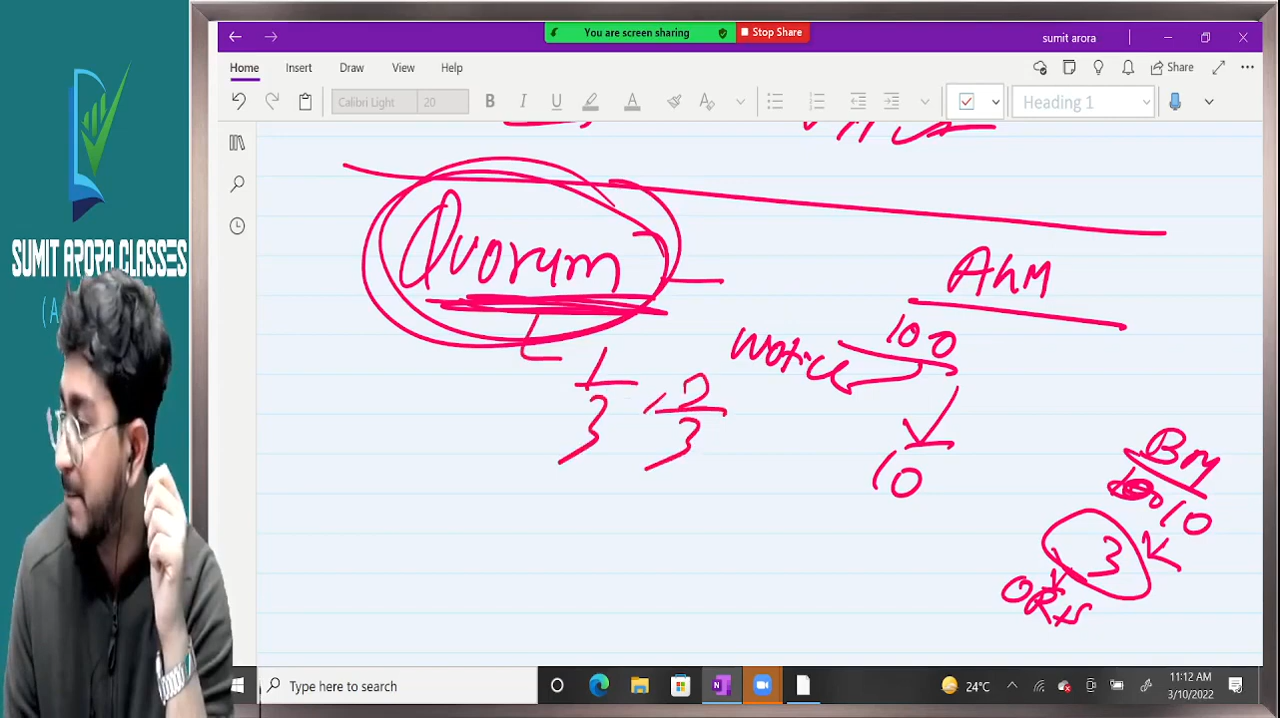 You are screen sharing
Stop Share
sumit arora
Home
Insert
Draw
View
Help
Share
Calibri Light
20
B
I
U
A
Heading 1
SUMIT ARORA CLASSES
(A
Quorum
AhM
100
Notice
10
1/3, 2/3
BM
10
3
Type here to search
24°C
11:12 AM
3/10/2022